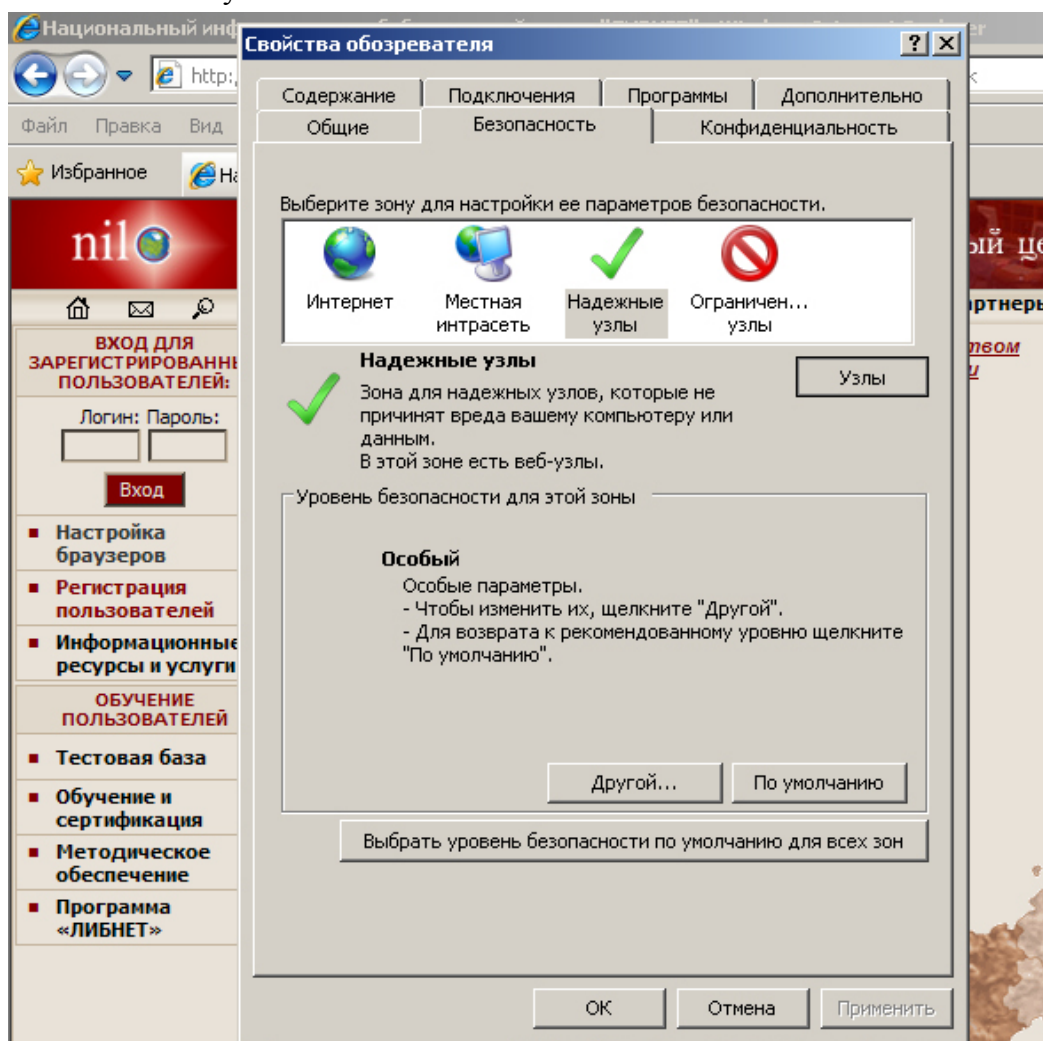 Национальный инф
Свойства обозревателя
http:
Файл Правка Вид
Избранное
Содержание Подключения Программы Дополнительно
Общие Безопасность Конфиденциальность
Выберите зону для настройки ее параметров безопасности.
Интернет
Местная
интрасеть
Надежные
узлы
Ограничен...
узлы
Надежные узлы
Узлы
Зона для надежных узлов, которые не
причинят вреда вашему компьютеру или
данным.
В этой зоне есть веб-узлы.
Уровень безопасности для этой зоны
Особый
Особые параметры.
- Чтобы изменить их, щелкните "Другой".
- Для возврата к рекомендованному уровню щелкните
"По умолчанию".
Другой... По умолчанию
Выбрать уровень безопасности по умолчанию для всех зон
ОК Отмена Применить
nil
ВХОД ДЛЯ
ЗАРЕГИСТРИРОВАННЫ
ПОЛЬЗОВАТЕЛЕЙ:
Логин: Пароль:
Вход
Настройка
браузеров
Регистрация
пользователей
Информационные
ресурсы и услуги
ОБУЧЕНИЕ
ПОЛЬЗОВАТЕЛЕЙ
Тестовая база
Обучение и
сертификация
Методическое
обеспечение
Программа
«ЛИБНЕТ»
ый це
ртнеры
твом
и